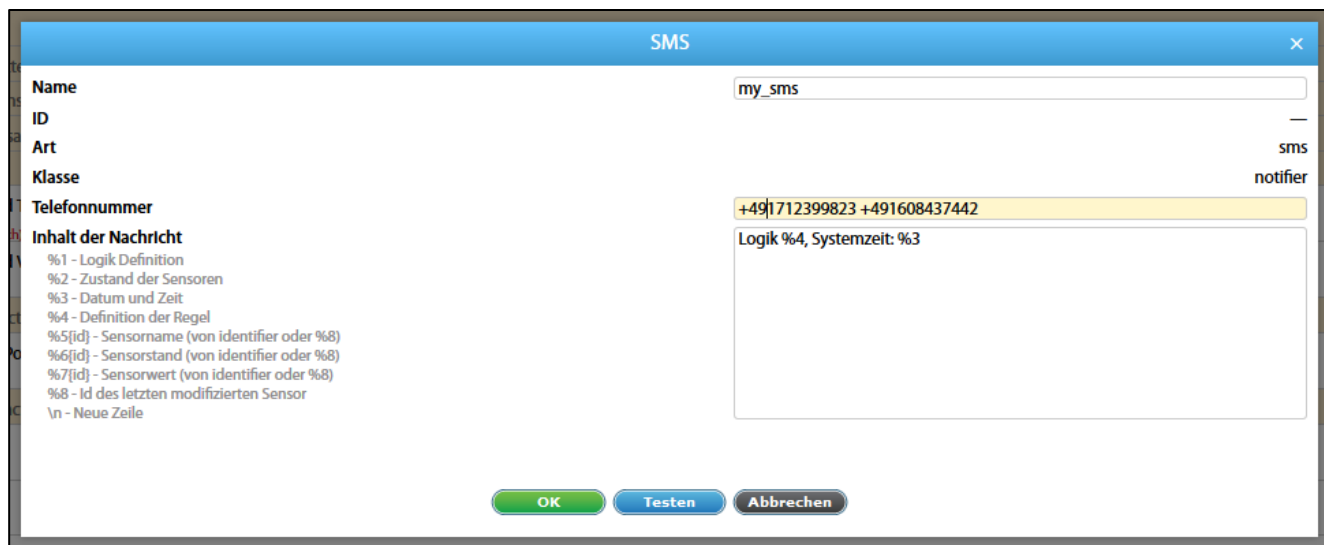 SMS ×
Name my_sms
ID —
Art sms
Klasse notifier
Telefonnummer +491712399823 +491608437442
Inhalt der Nachricht Logik %4, Systemzeit: %3
%1 - Logik Definition
%2 - Zustand der Sensoren
%3 - Datum und Zeit
%4 - Definition der Regel
%5{id} - Sensorname (von identifier oder %8)
%6{id} - Sensorstand (von identifier oder %8)
%7{id} - Sensorwert (von identifier oder %8)
%8 - Id des letzten modifizierten Sensor
\n - Neue Zeile
OK Testen Abbrechen